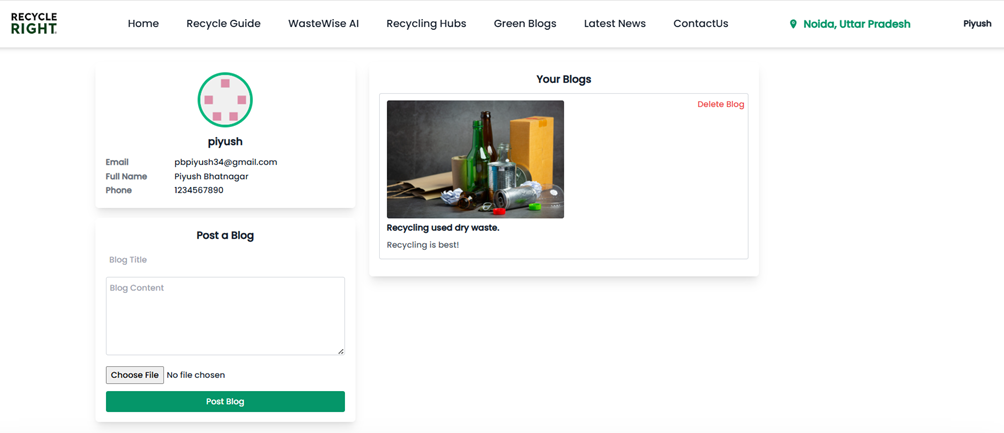 RECYCLE
RIGHT.
Home Recycle Guide WasteWise AI Recycling Hubs Green Blogs Latest News ContactUs
Noida, Uttar Pradesh
Piyush
piyush
Email pbpiyush34@gmail.com
Full Name Piyush Bhatnagar
Phone 1234567890
Post a Blog
Blog Title
Blog Content
Choose File No file chosen
Post Blog
Your Blogs
Delete Blog
Recycling used dry waste.
Recycling is best!